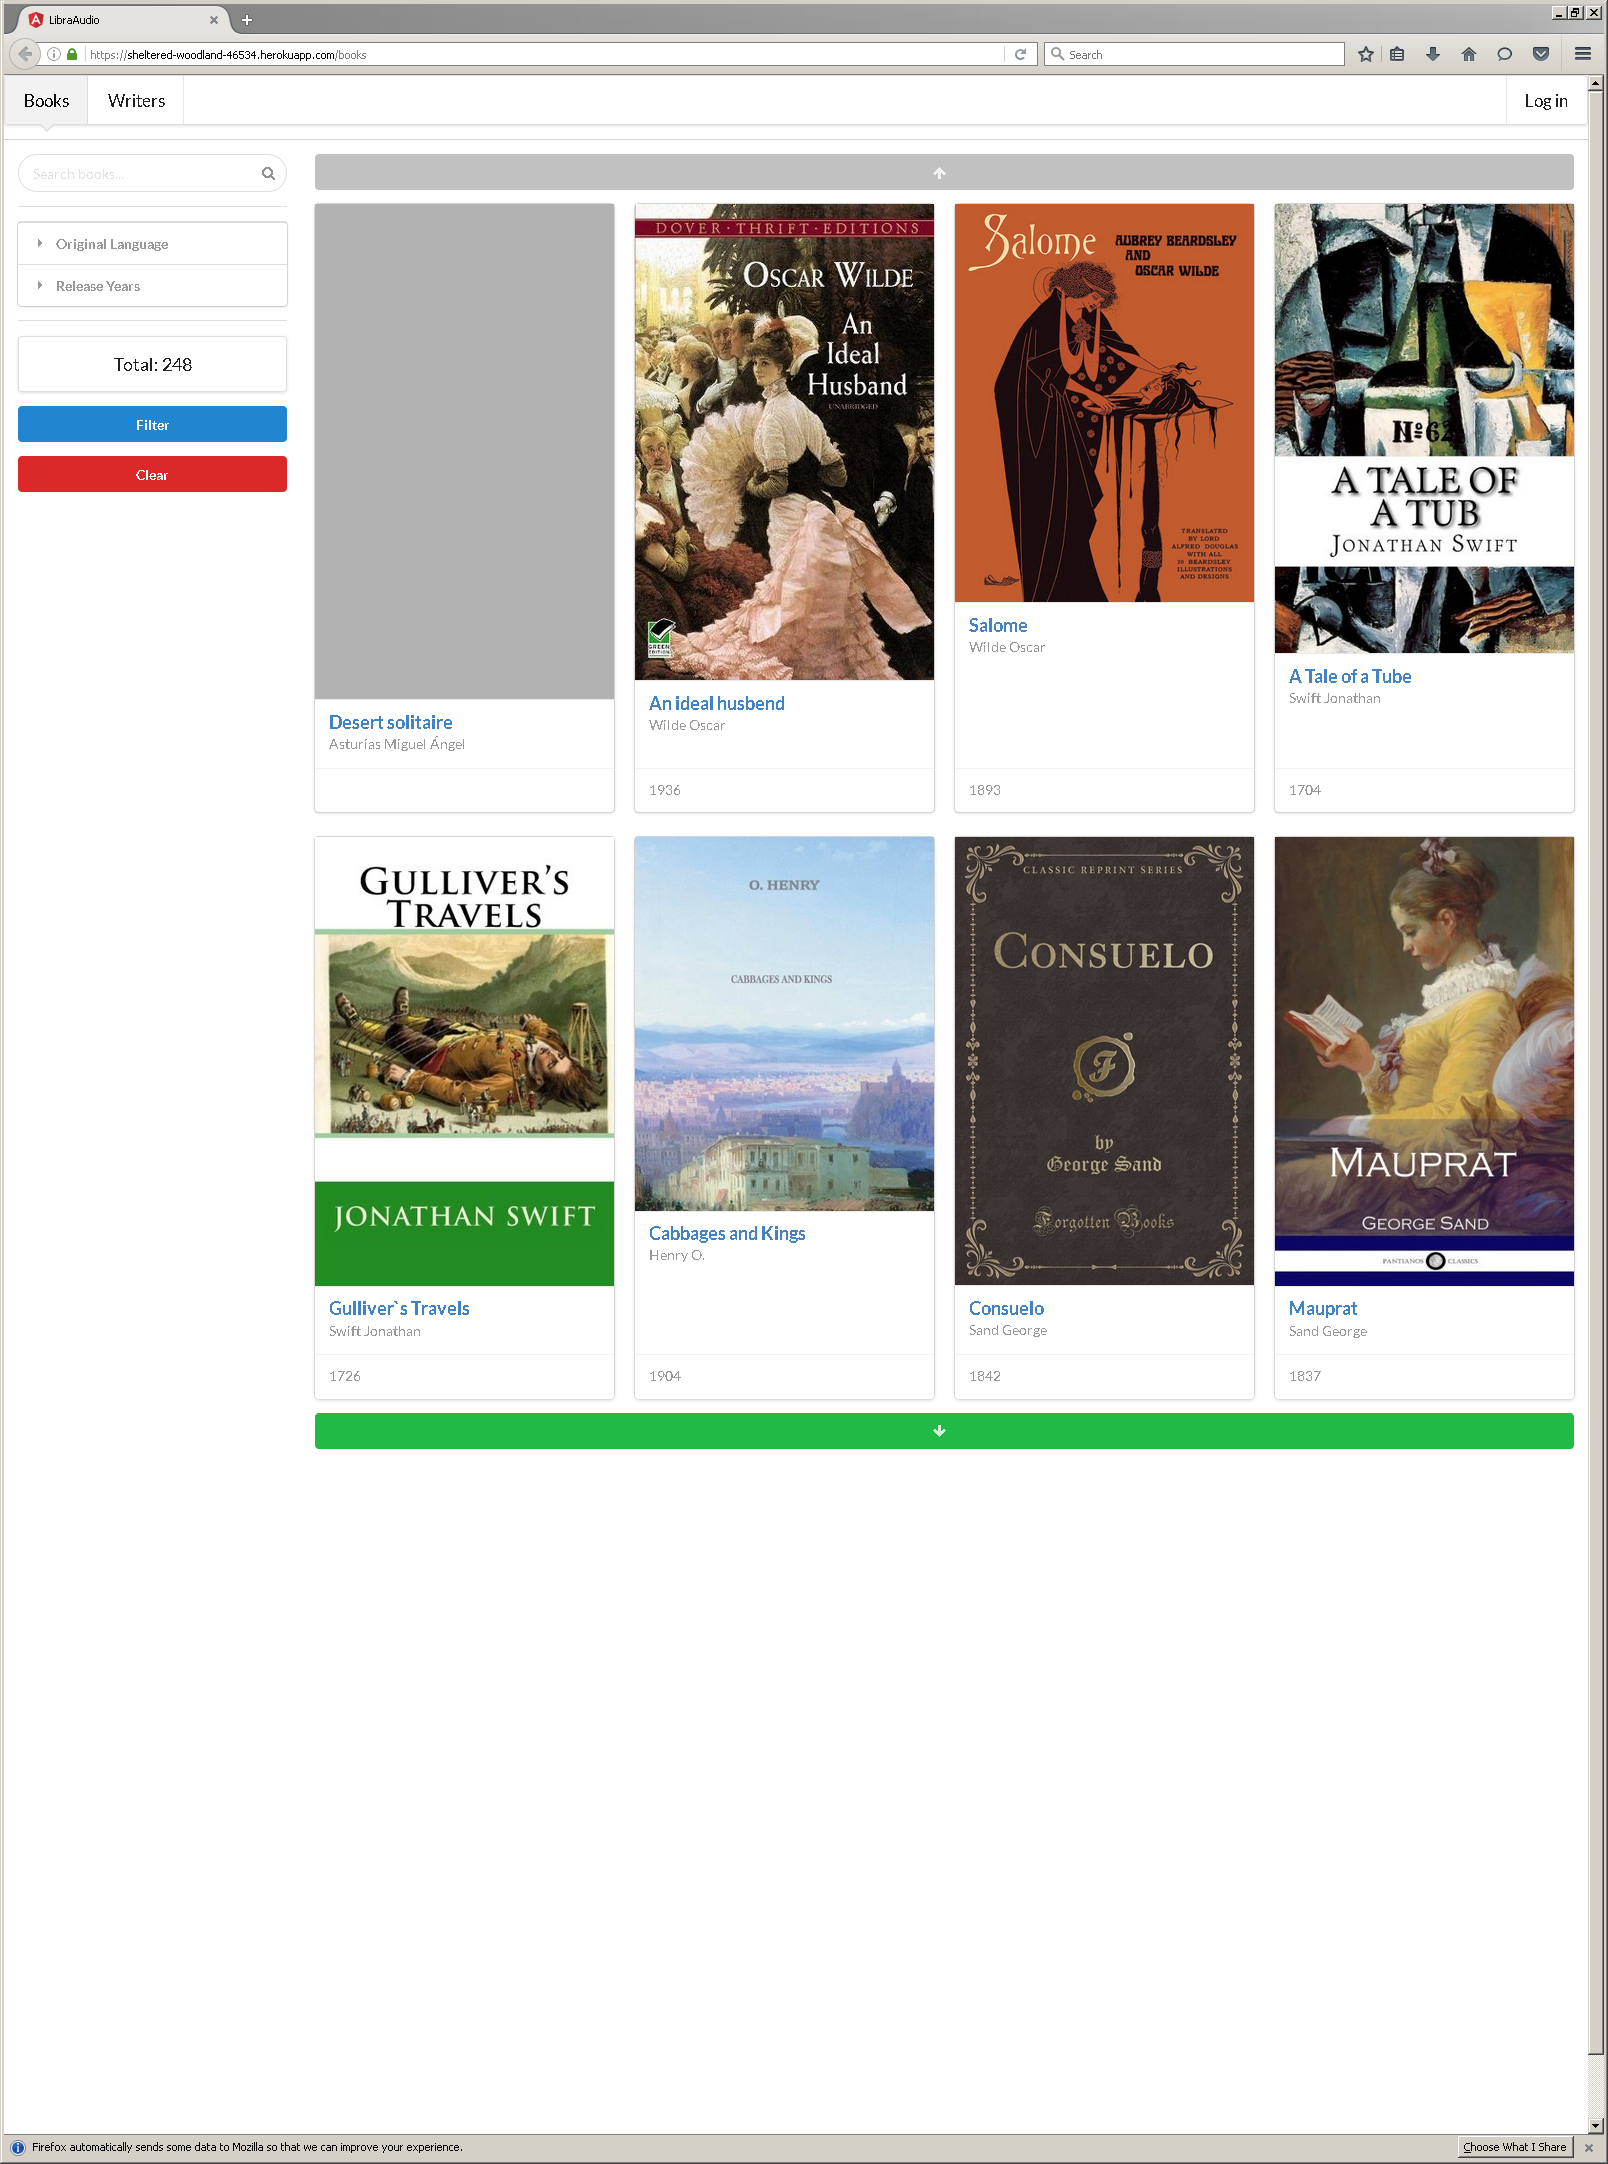 LibraAudio
https://sheltered-woodland-46534.herokuapp.com/books
Search
Books
Writers
Log in
Search books...
Original Language
Release Years
Total: 248
Filter
Clear
DOVER · THRIFT · EDITIONS
OSCAR WILDE
An
Ideal
Husband
UNABRIDGED
GREEN
EDITION
Salome
AUBREY BEARDSLEY
AND
OSCAR WILDE
TRANSLATED
BY LORD
ALFRED DOUGLAS
WITH ALL
20 BEARDSLEY
ILLUSTRATIONS
AND DESIGNS
Nº62
A TALE OF
A TUB
JONATHAN SWIFT
Desert solitaire
Asturias Miguel Ángel
An ideal husbend
Wilde Oscar
1936
Salome
Wilde Oscar
1893
A Tale of a Tube
Swift Jonathan
1704
GULLIVER'S
TRAVELS
JONATHAN SWIFT
O. HENRY
CABBAGES AND KINGS
CLASSIC REPRINT SERIES
CONSUELO
F
by
George Sand
Forgotten Books
MAUPRAT
GEORGE SAND
PANTIANOS CLASSICS
Gulliver`s Travels
Swift Jonathan
1726
Cabbages and Kings
Henry O.
1904
Consuelo
Sand George
1842
Mauprat
Sand George
1837
Firefox automatically sends some data to Mozilla so that we can improve your experience.
Choose What I Share